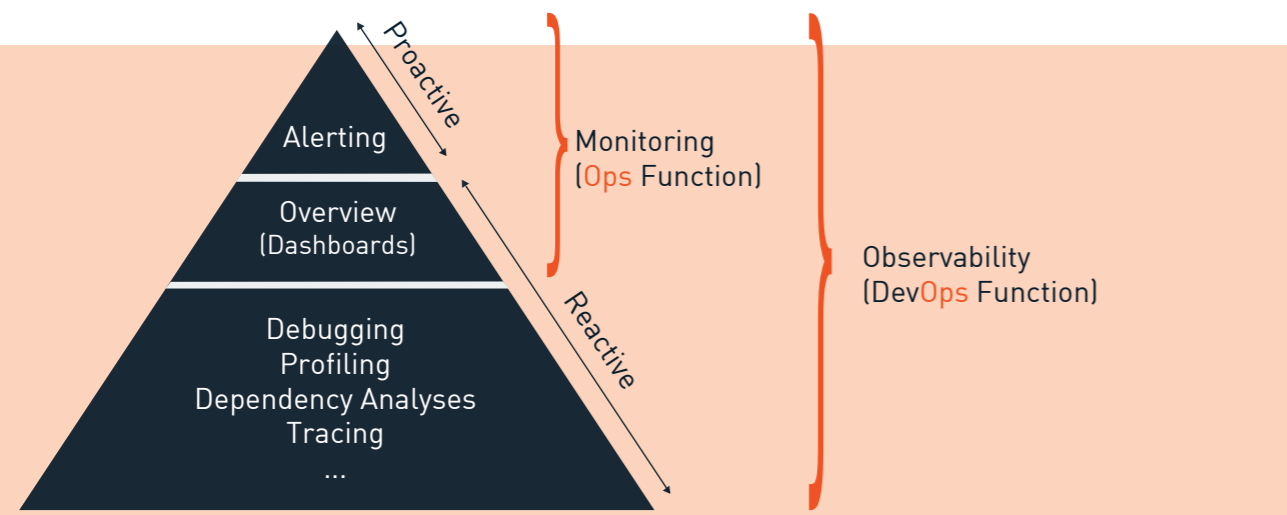 Proactive
Alerting
Monitoring
(Ops Function)
Overview
(Dashboards)
Observability
(DevOps Function)
Reactive
Debugging
Profiling
Dependency Analyses
Tracing
...